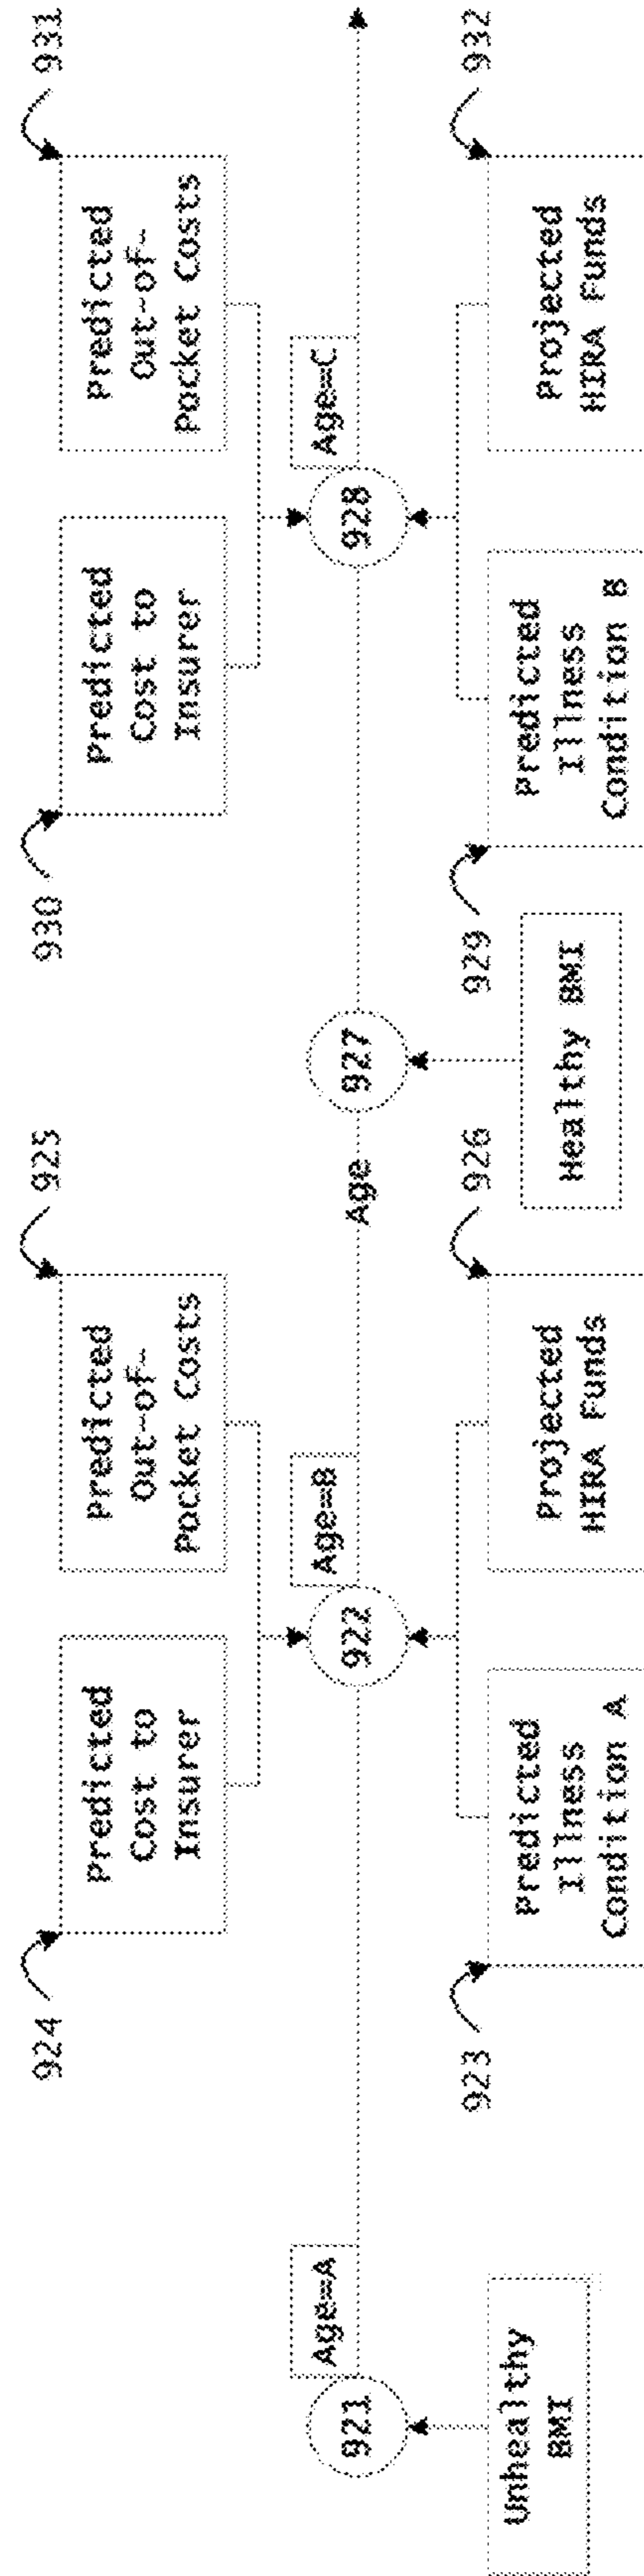 924
Predicted
Cost to
Insurer
925
Predicted
Out-of-
Pocket Costs
930
Predicted
Cost to
Insurer
931
Predicted
Out-of-
Pocket Costs
921
Age=A
922
Age=B
Age
927
928
Age=C
Unhealthy
BMI
923
Predicted
Illness
Condition A
926
Projected
HIRA Funds
Healthy BMI
929
Predicted
Illness
Condition B
932
Projected
HIRA Funds